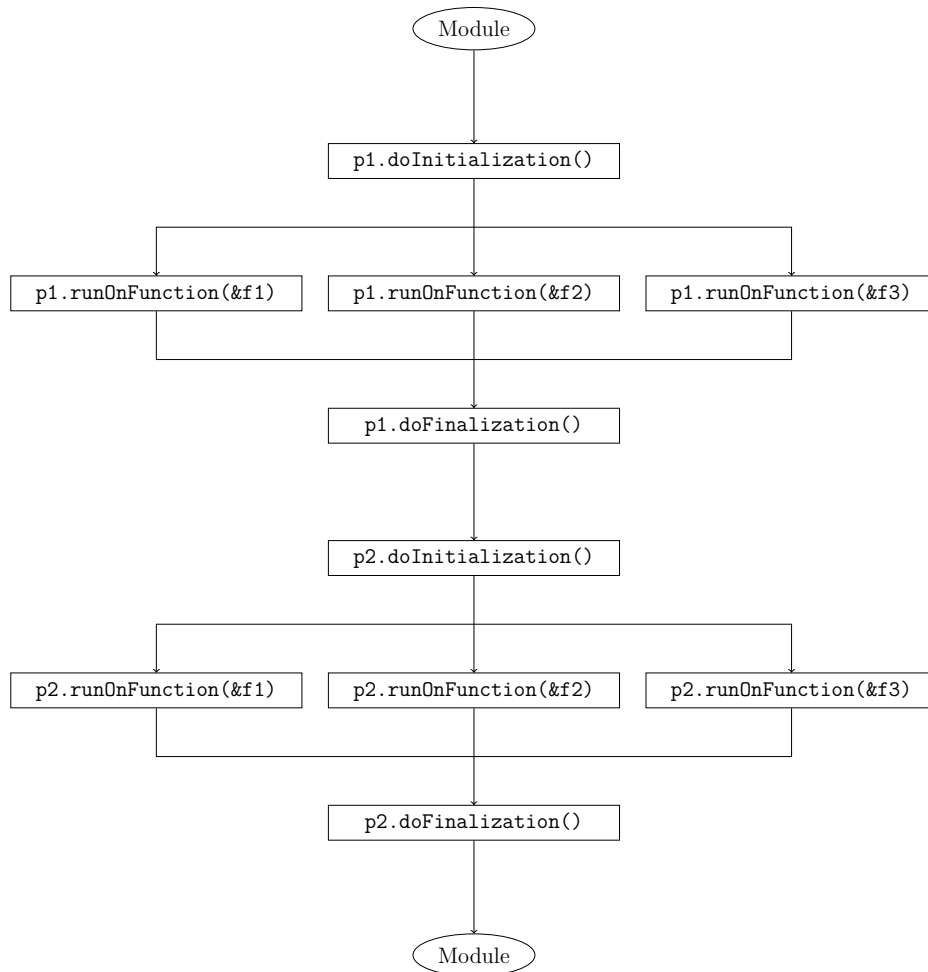 Module
p1.doInitialization()
p1.runOnFunction(&f1)
p1.runOnFunction(&f2)
p1.runOnFunction(&f3)
p1.doFinalization()
p2.doInitialization()
p2.runOnFunction(&f1)
p2.runOnFunction(&f2)
p2.runOnFunction(&f3)
p2.doFinalization()
Module